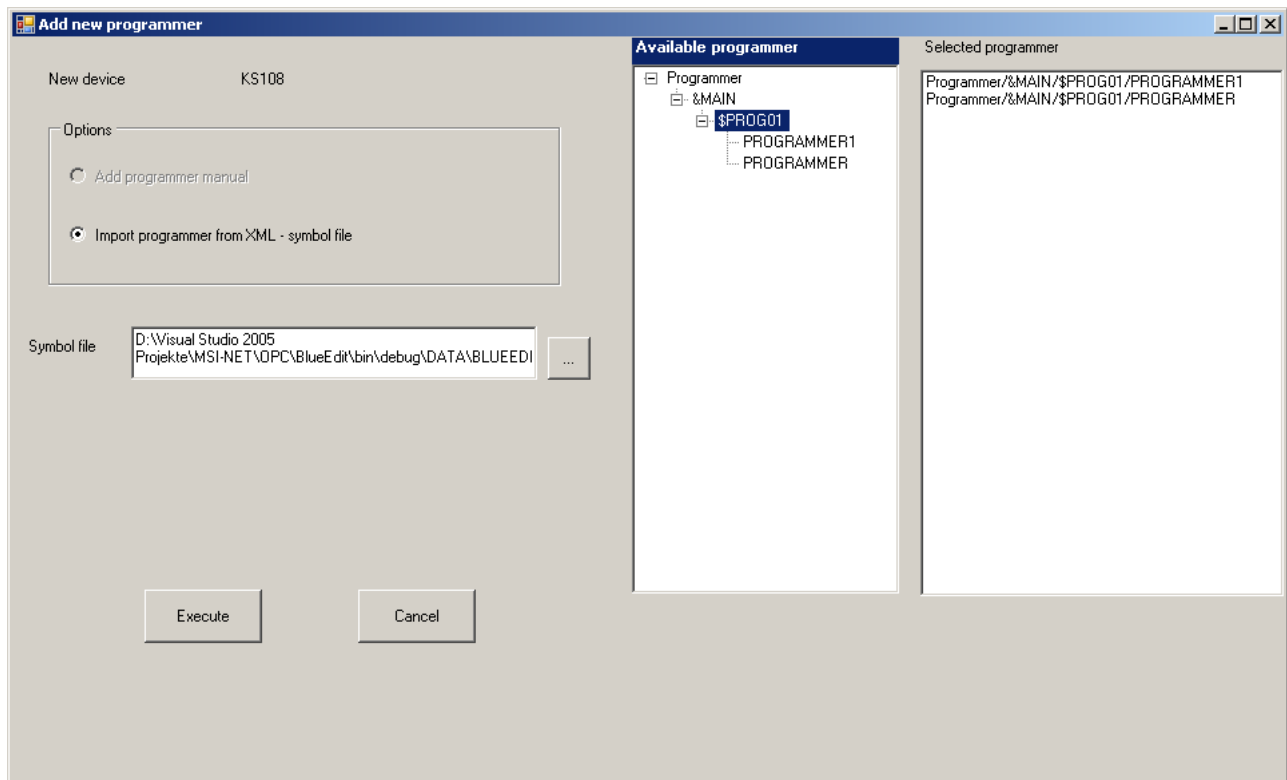 Add new programmer
New device KS108
Options
Add programmer manual
Import programmer from XML - symbol file
Symbol file
D:\Visual Studio 2005
Projekte\MSI-NET\OPC\BlueEdit\bin\debug\DATA\BLUEEDI
...
Execute Cancel
Available programmer
Programmer
&MAIN
$PROG01
PROGRAMMER1
PROGRAMMER
Selected programmer
Programmer/&MAIN/$PROG01/PROGRAMMER1
Programmer/&MAIN/$PROG01/PROGRAMMER